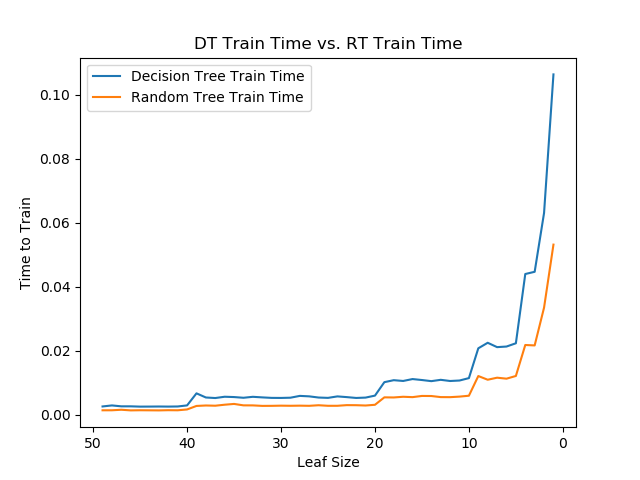 DT Train Time vs. RT Train Time
Decision Tree Train Time
Random Tree Train Time
0.10
0.08
0.06
0.04
0.02
0.00
Time to Train
50 40 30 20 10 0
Leaf Size